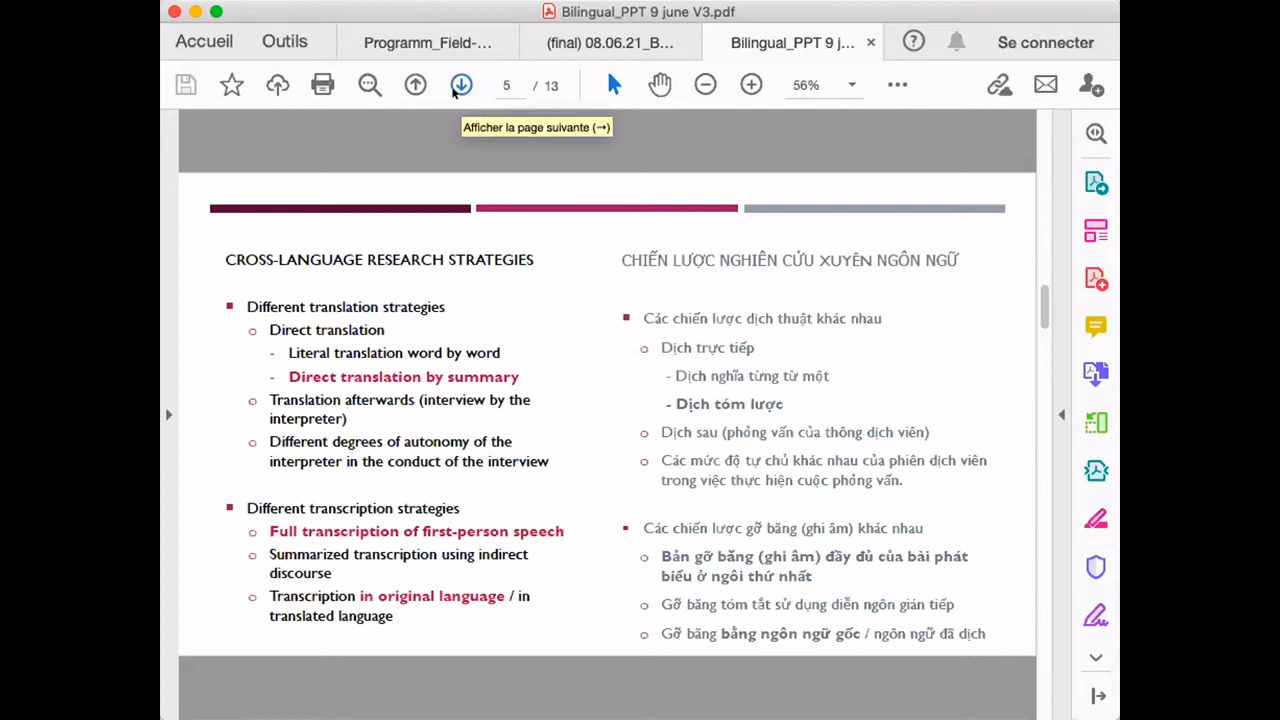 Bilingual_PPT 9 june V3.pdf
Accueil Outils Programm_Field-... (final) 08.06.21_B... Bilingual_PPT 9 j... × Se connecter
5 / 13 56%
Afficher la page suivante (→)
CROSS-LANGUAGE RESEARCH STRATEGIES
Different translation strategies
Direct translation
- Literal translation word by word
- Direct translation by summary
Translation afterwards (interview by the
interpreter)
Different degrees of autonomy of the
interpreter in the conduct of the interview
Different transcription strategies
Full transcription of first-person speech
Summarized transcription using indirect
discourse
Transcription in original language / in
translated language
CHIẾN LƯỢC NGHIÊN CỨU XUYÊN NGÔN NGỮ
Các chiến lược dịch thuật khác nhau
Dịch trực tiếp
- Dịch nghĩa từng từ một
- Dịch tóm lược
Dịch sau (phỏng vấn của thông dịch viên)
Các mức độ tự chủ khác nhau của phiên dịch viên
trong việc thực hiện cuộc phỏng vấn.
Các chiến lược gỡ băng (ghi âm) khác nhau
Bản gỡ băng (ghi âm) đầy đủ của bài phát
biểu ở ngôi thứ nhất
Gỡ băng tóm tắt sử dụng diễn ngôn gián tiếp
Gỡ băng bằng ngôn ngữ gốc / ngôn ngữ đã dịch